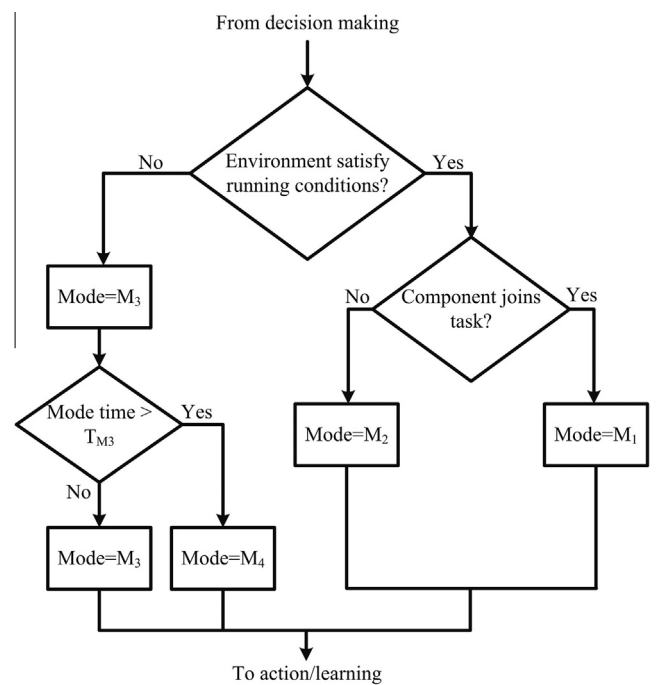 From decision making
No
Environment satisfy
running conditions?
Yes
Mode=M₃
No
Component joins
task?
Yes
Mode time >
T_M3
Yes
No
Mode=M₂
Mode=M₁
Mode=M₃
Mode=M₄
To action/learning